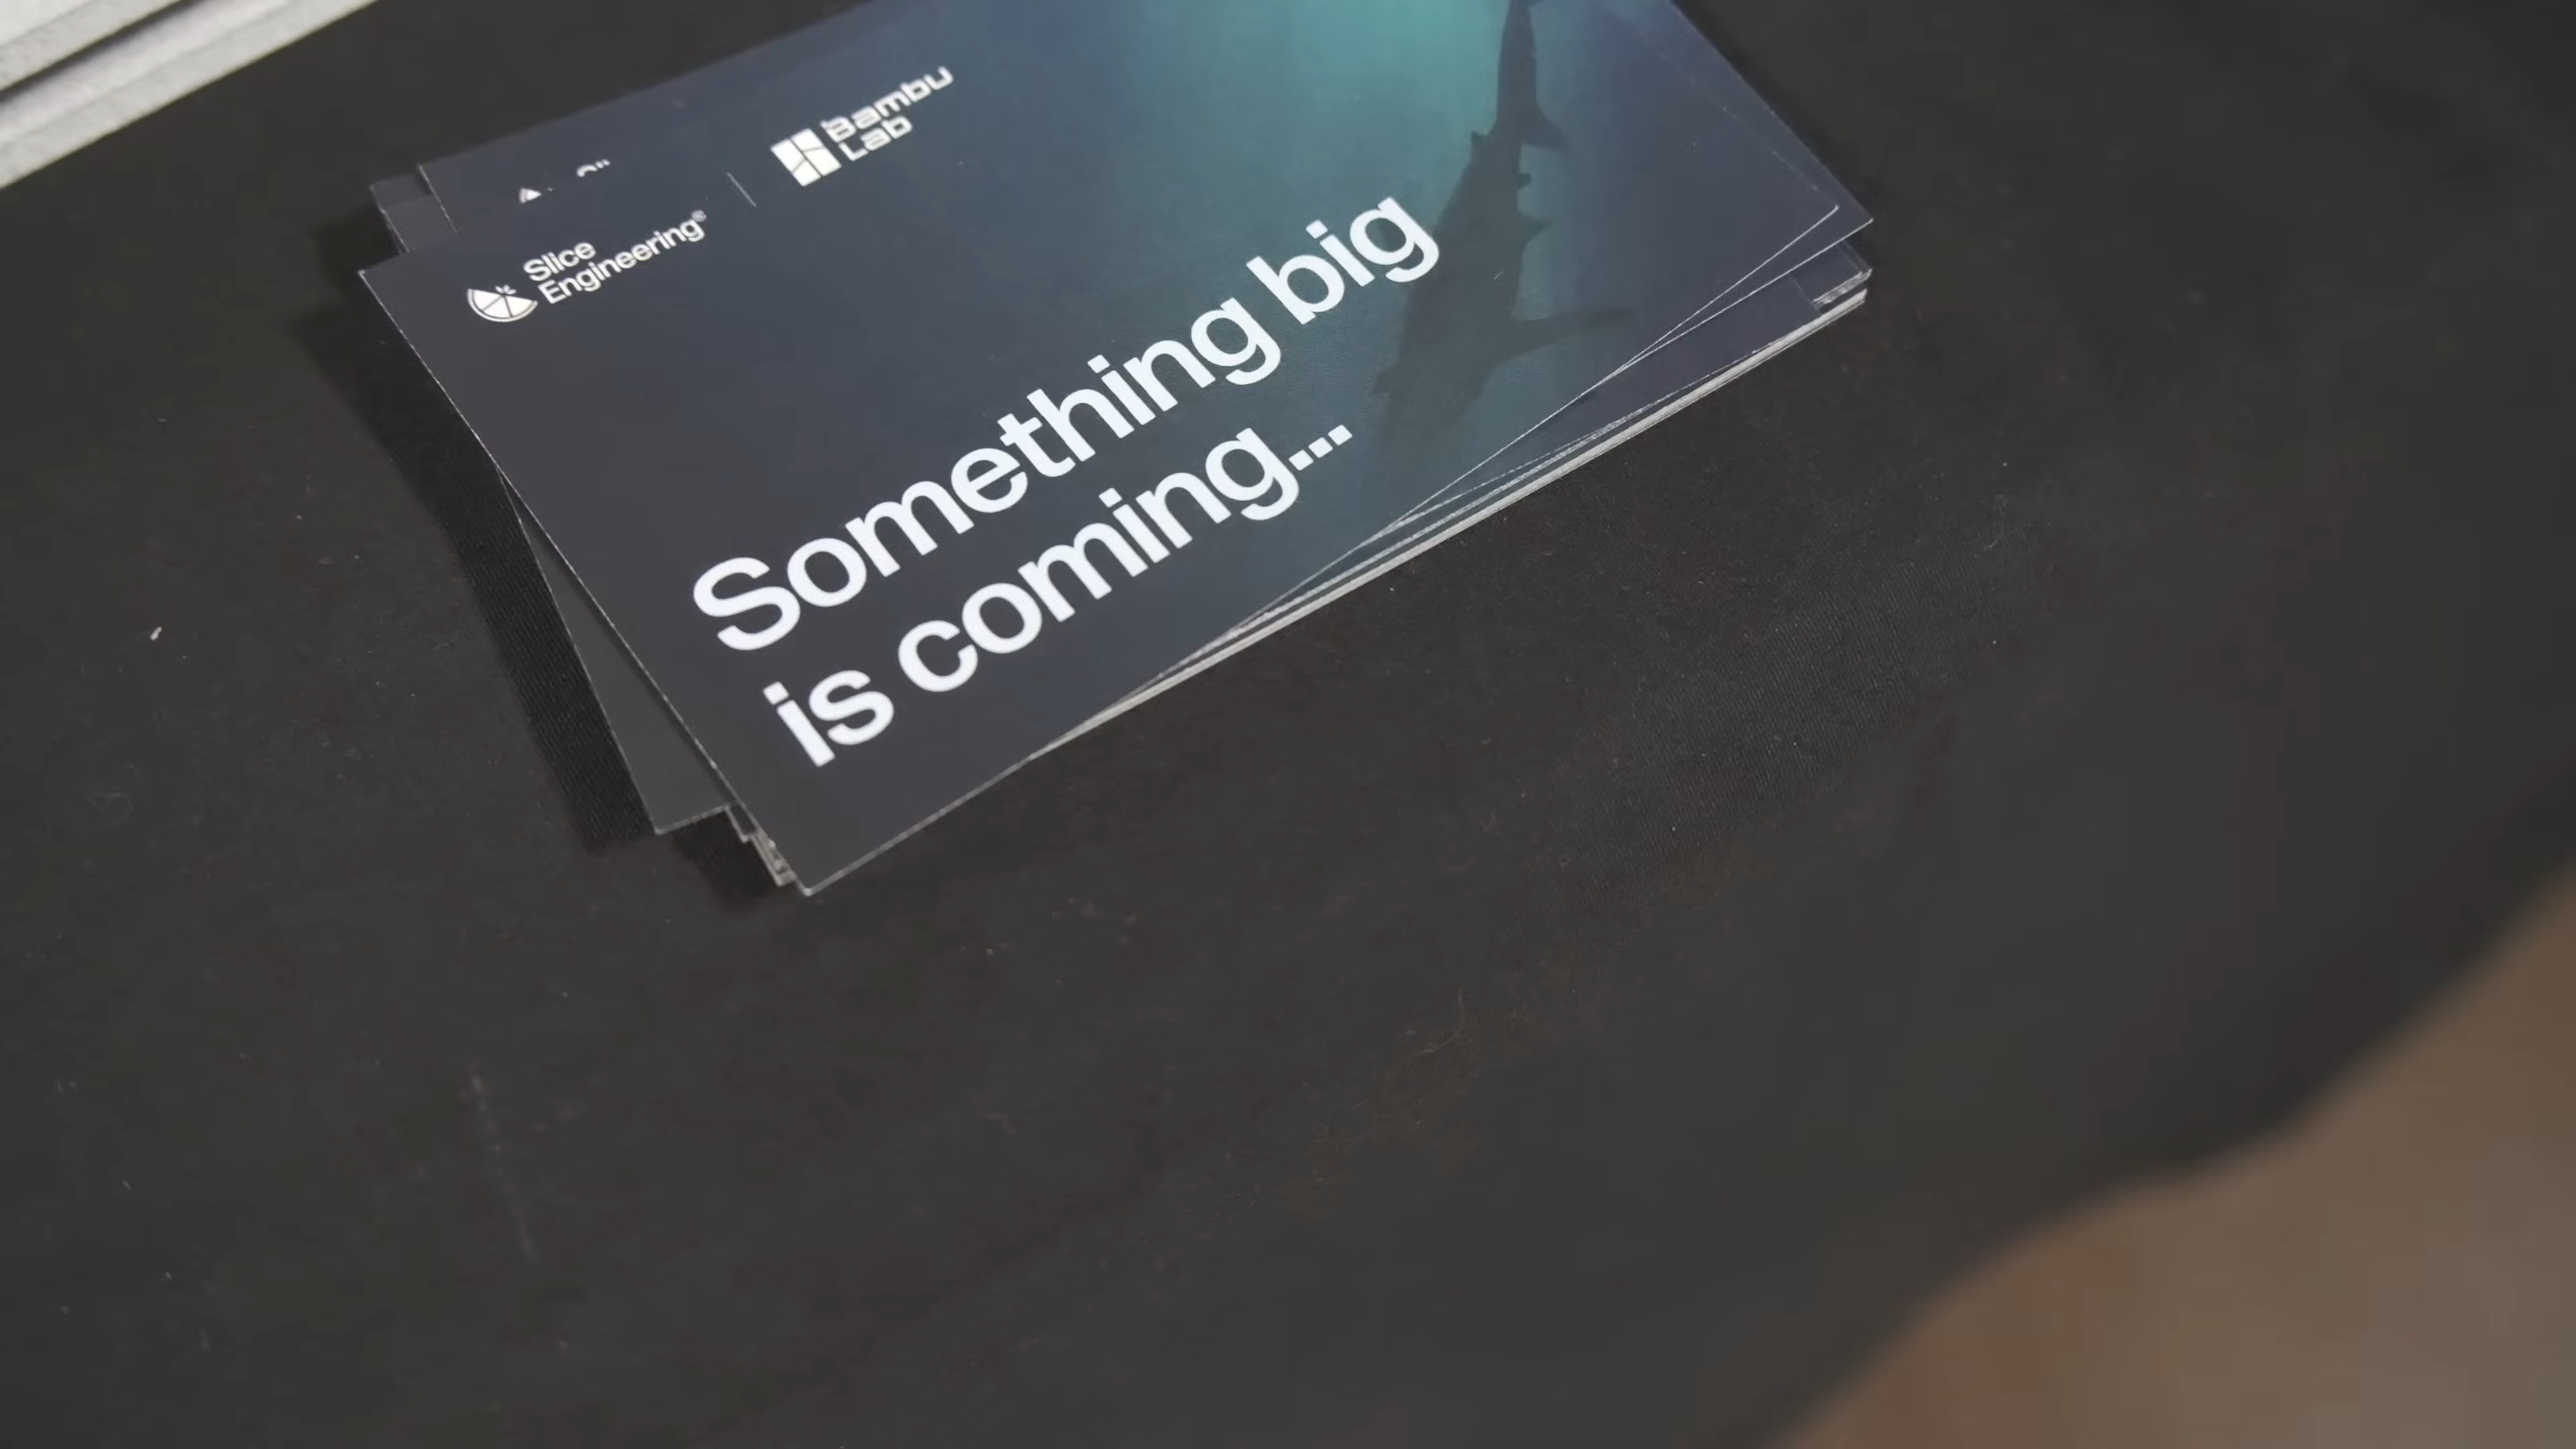 Slice
Engineering®
Bambu
Lab
Something big
is coming...